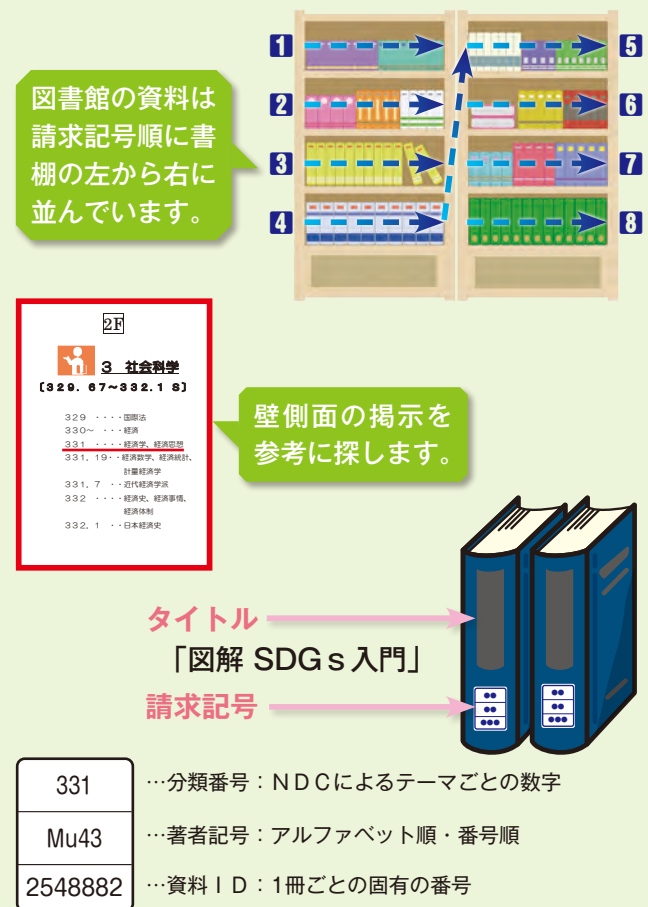 図書館の資料は
請求記号順に書
棚の左から右に
並んでいます。
1
2
3
4
5
6
7
8
2F
3 社会科学
〔329. 67~332.1 S〕
329 ‥‥国際法
330~ ‥‥経済
331 ‥‥経済学、経済思想
331. 19‥経済数学、経済統計、
計量経済学
331. 7 ‥近代経済学派
332 ‥‥経済史、経済事情、
経済体制
332. 1 ‥日本経済史
壁側面の掲示を
参考に探します。
タイトル
「図解 SDGs入門」
請求記号
331 …分類番号：NDCによるテーマごとの数字
Mu43 …著者記号：アルファベット順・番号順
2548882 …資料ID：1冊ごとの固有の番号